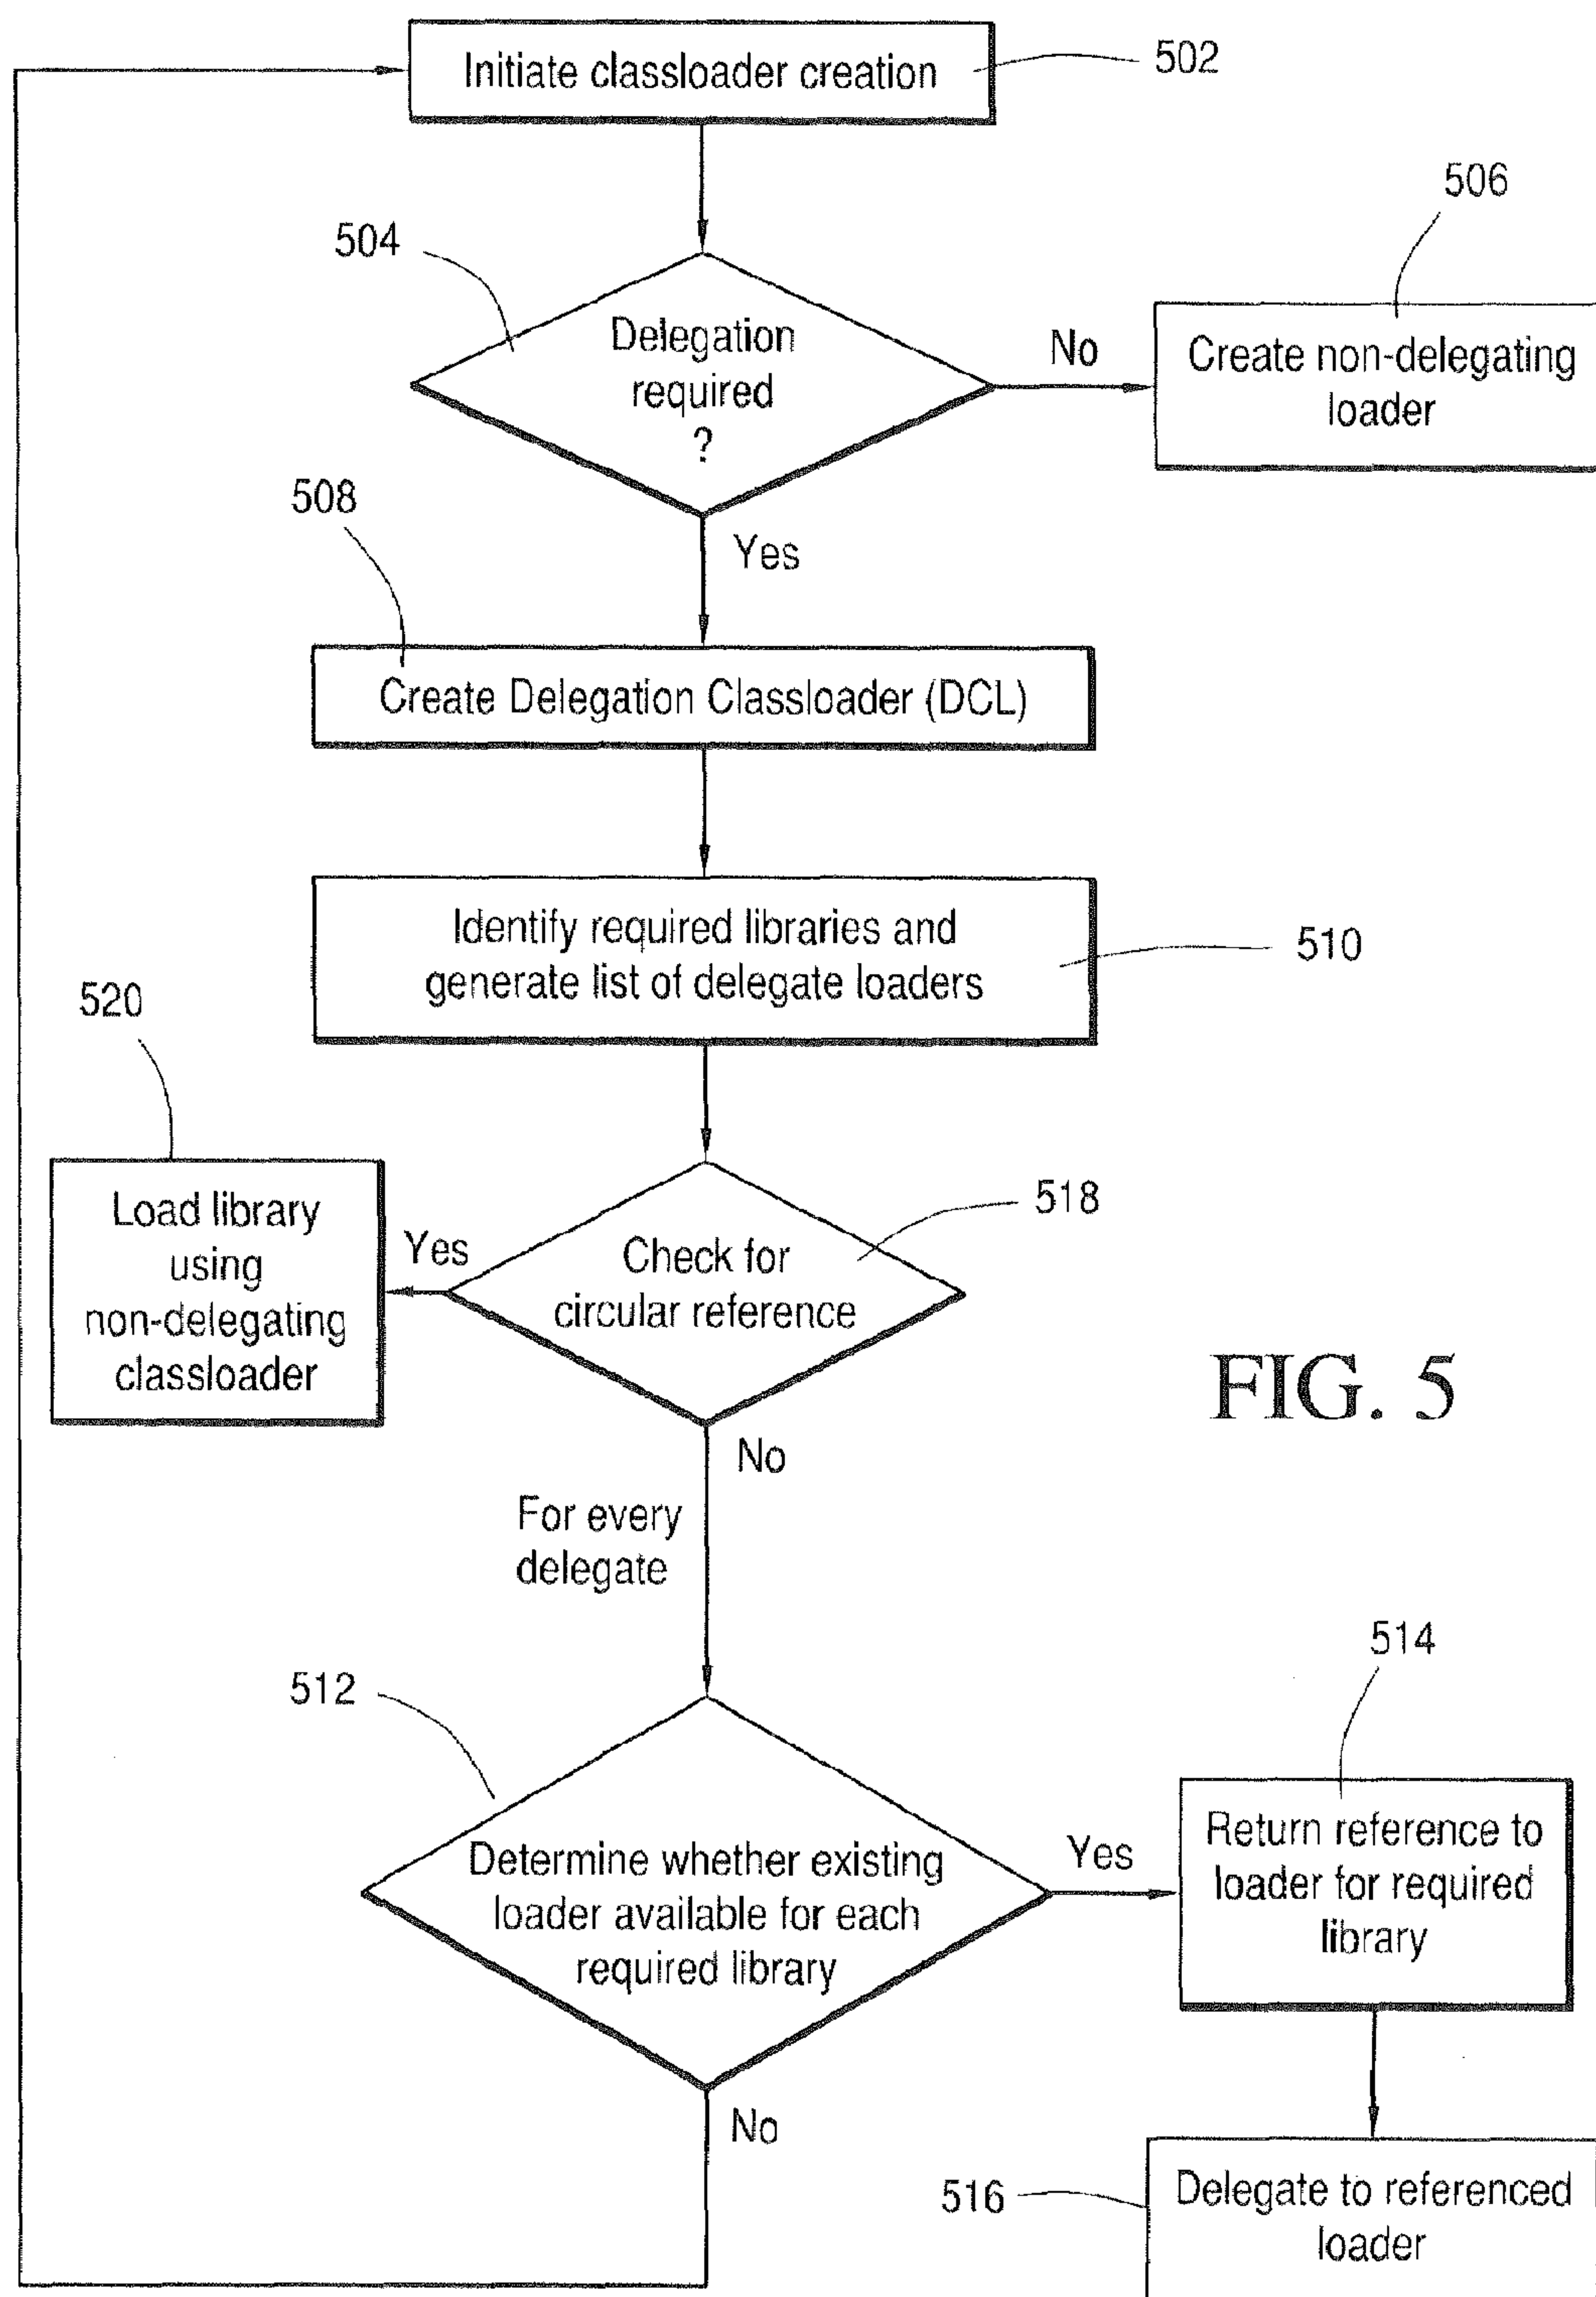 Initiate classloader creation
502
506
504
Delegation
required
?
No
Create non-delegating
loader
508
Yes
Create Delegation Classloader (DCL)
Identify required libraries and
generate list of delegate loaders
510
520
518
Load library
using
non-delegating
classloader
Yes
Check for
circular reference
FIG. 5
No
For every
delegate
514
512
Determine whether existing
loader available for each
required library
Yes
Return reference to
loader for required
library
No
516
Delegate to referenced
loader